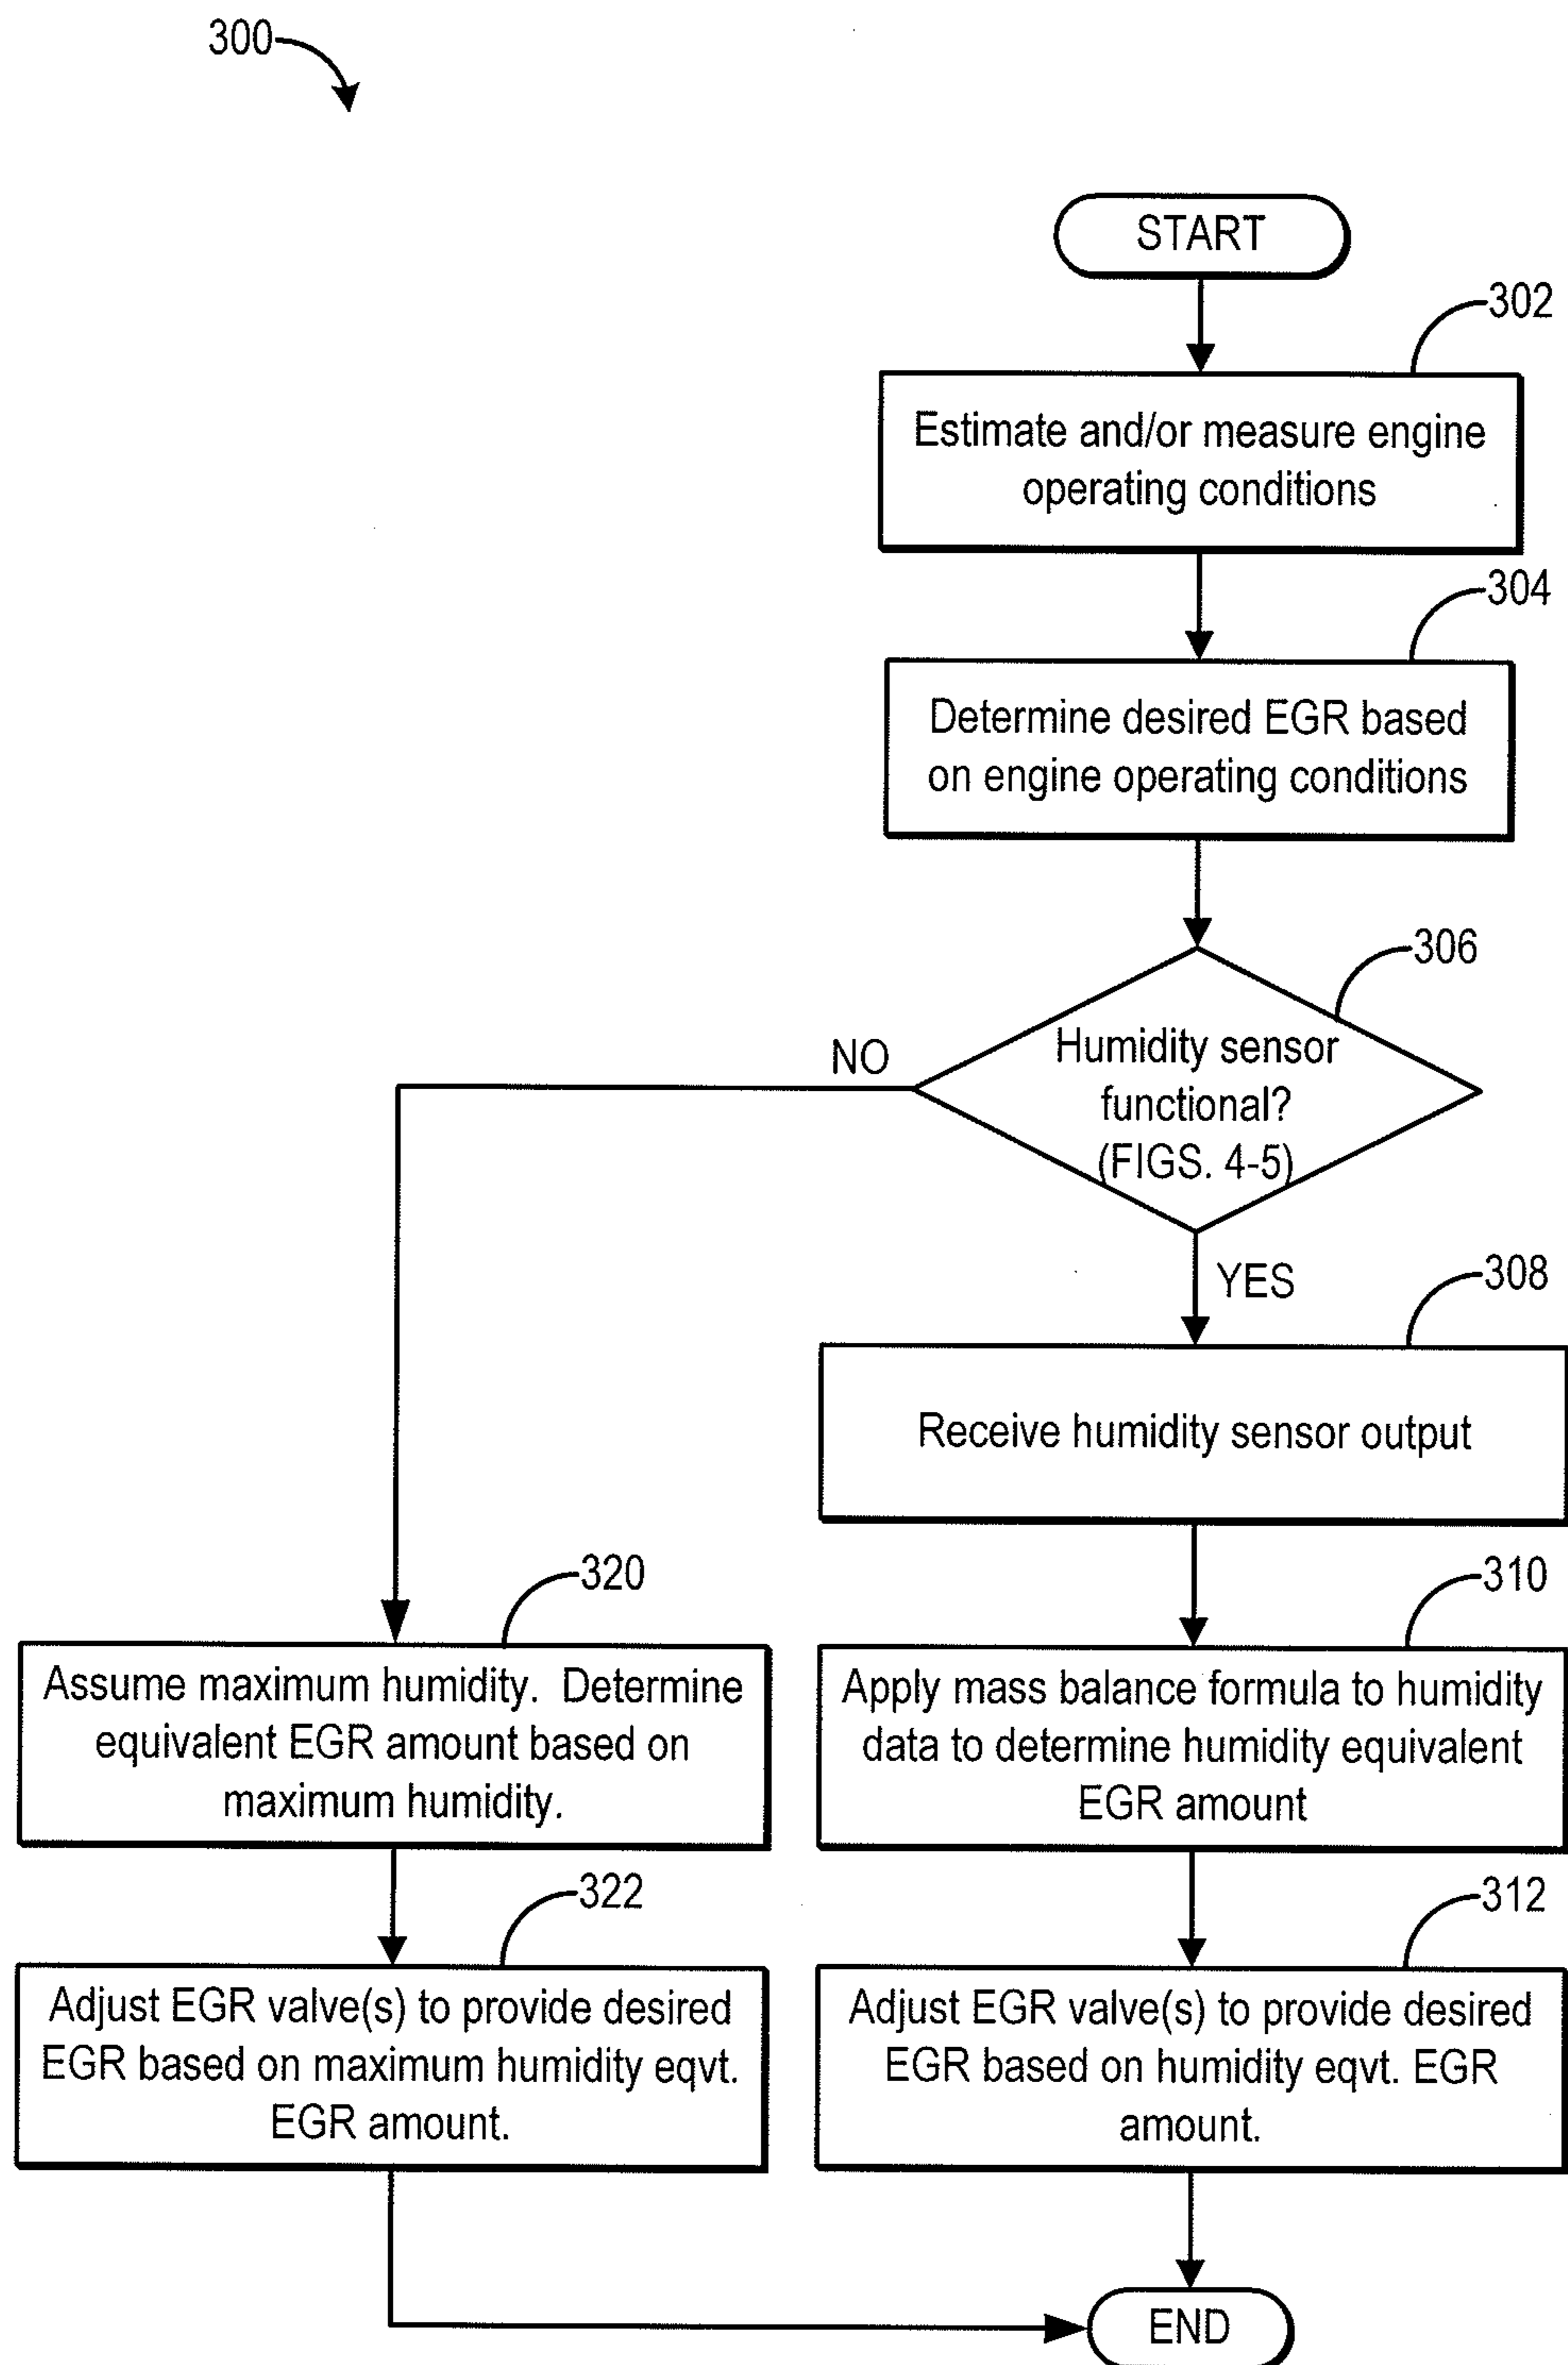 300
START
302
Estimate and/or measure engine
operating conditions
304
Determine desired EGR based
on engine operating conditions
306
Humidity sensor
functional?
(FIGS. 4-5)
NO
YES
308
Receive humidity sensor output
320
Assume maximum humidity. Determine
equivalent EGR amount based on
maximum humidity.
310
Apply mass balance formula to humidity
data to determine humidity equivalent
EGR amount
322
Adjust EGR valve(s) to provide desired
EGR based on maximum humidity eqvt.
EGR amount.
312
Adjust EGR valve(s) to provide desired
EGR based on humidity eqvt. EGR
amount.
END